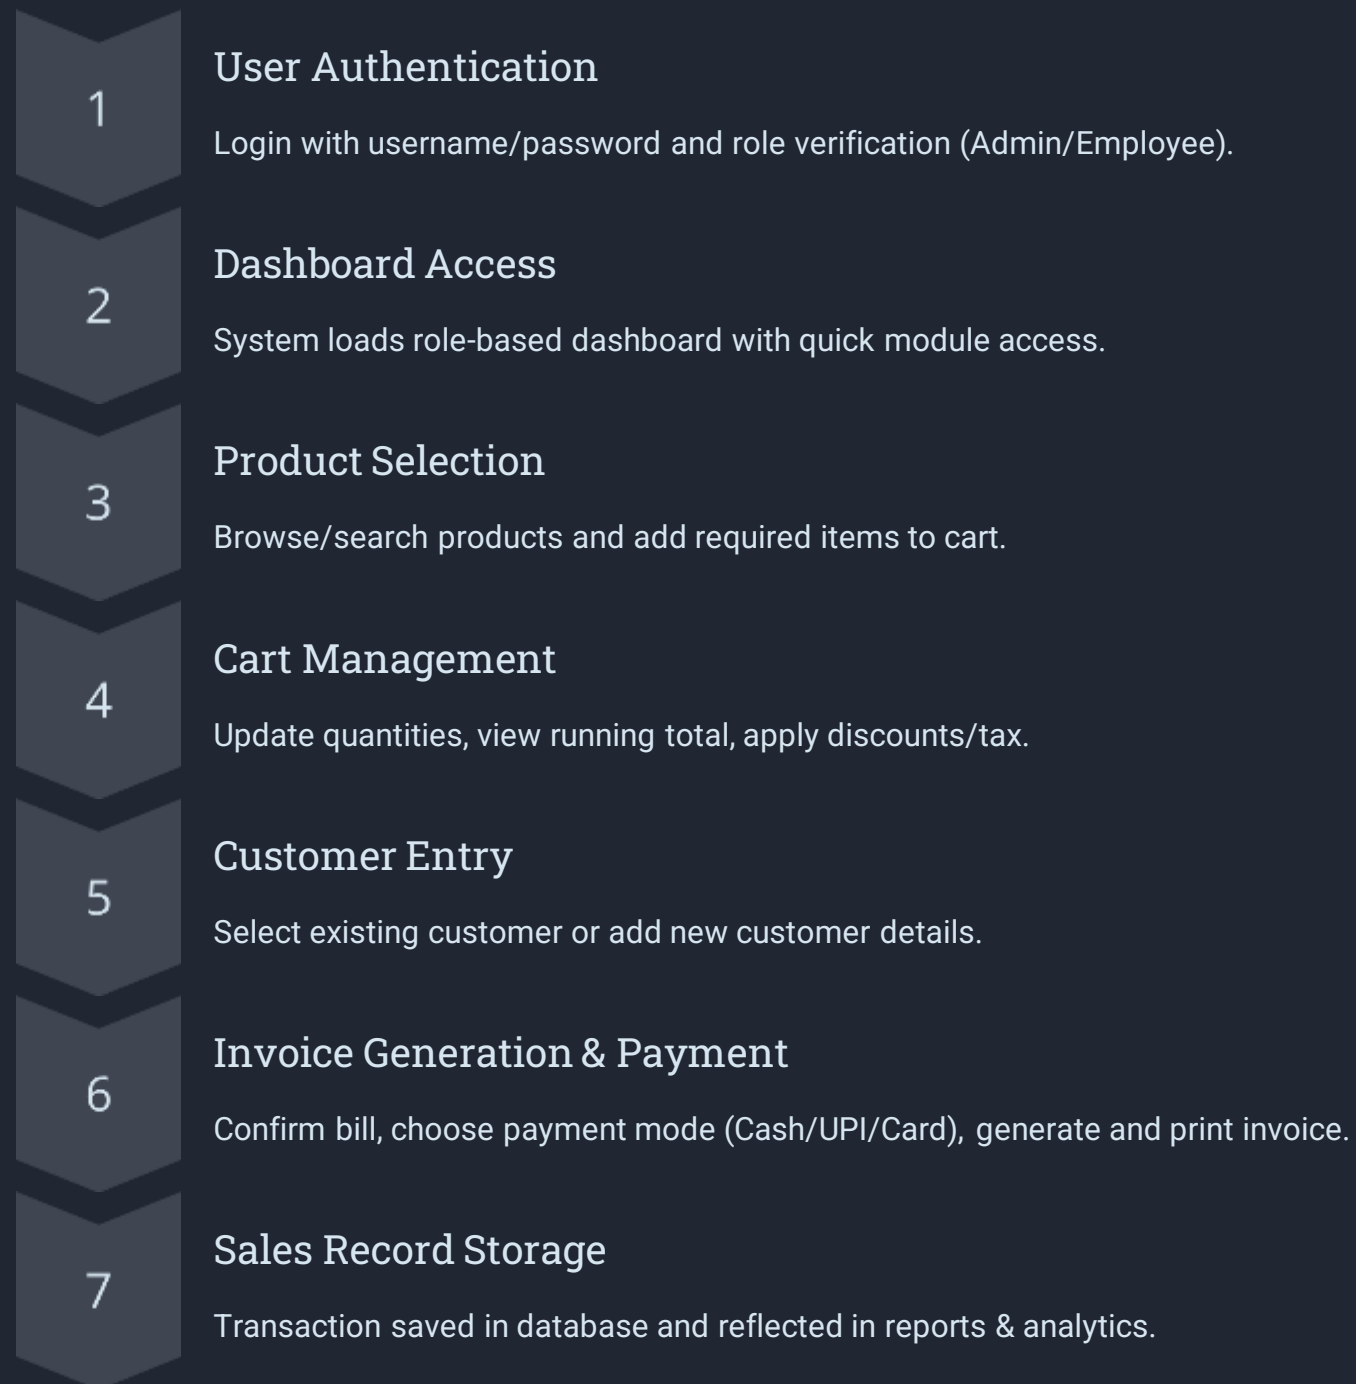 1
User Authentication
Login with username/password and role verification (Admin/Employee).
2
Dashboard Access
System loads role-based dashboard with quick module access.
3
Product Selection
Browse/search products and add required items to cart.
4
Cart Management
Update quantities, view running total, apply discounts/tax.
5
Customer Entry
Select existing customer or add new customer details.
6
Invoice Generation & Payment
Confirm bill, choose payment mode (Cash/UPI/Card), generate and print invoice.
7
Sales Record Storage
Transaction saved in database and reflected in reports & analytics.